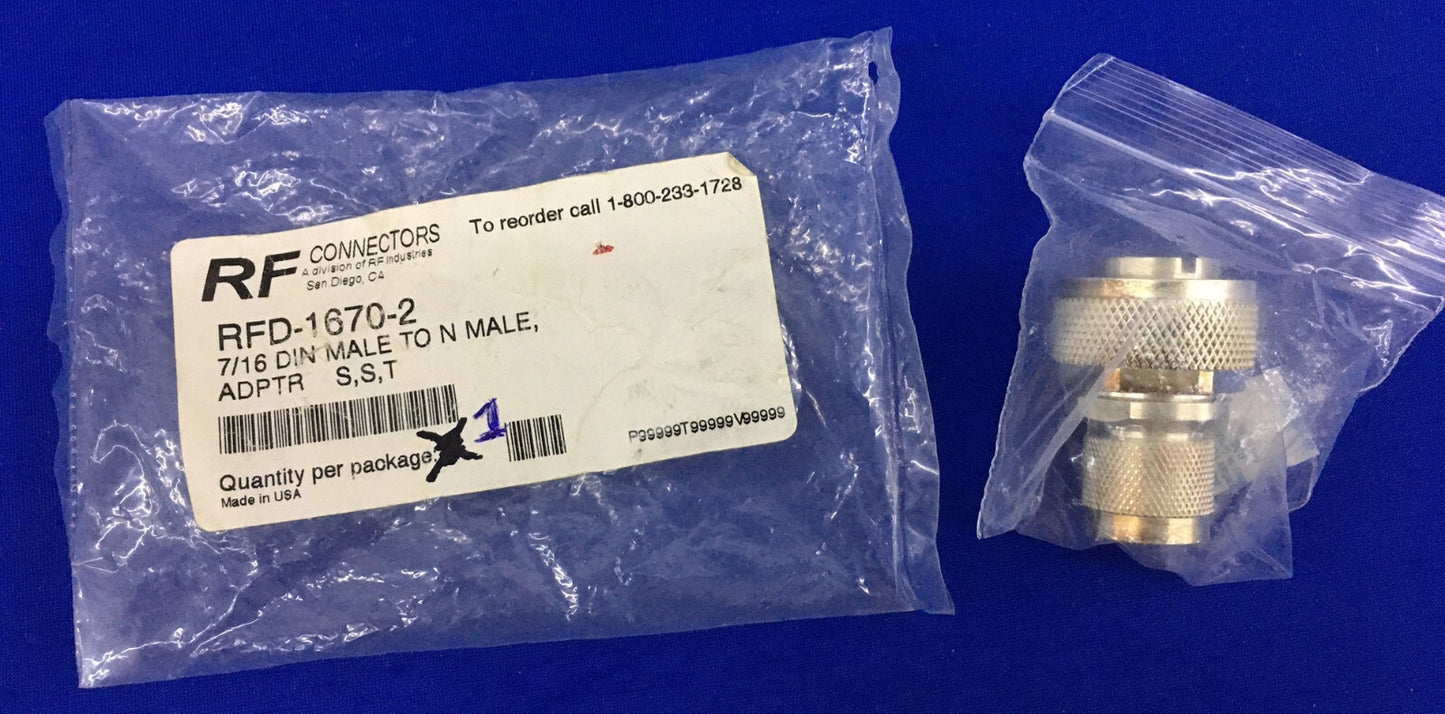 RF CONNECTORS
A division of RF Industries
San Diego, CA
To reorder call 1-800-233-1728
RFD-1670-2
7/16 DIN MALE TO N MALE,
ADPTR S,S,T
1
Quantity per package:
P99999T99999V99999
Made in USA